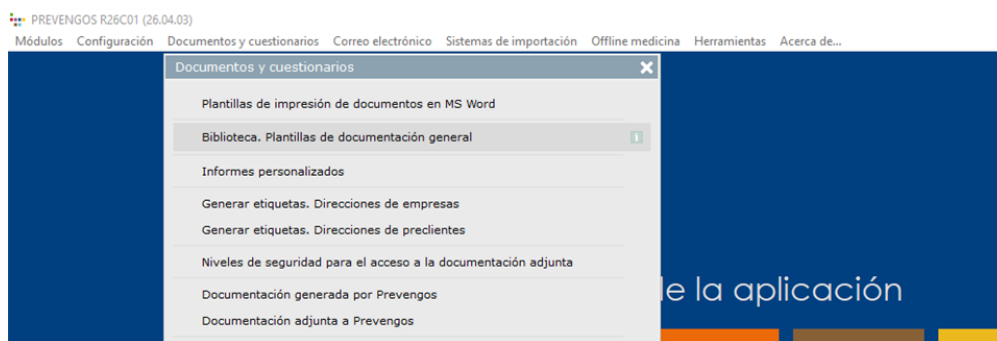 PREVENGOS R26C01 (26.04.03)
Módulos Configuración Documentos y cuestionarios Correo electrónico Sistemas de importación Offline medicina Herramientas Acerca de...
Documentos y cuestionarios
Plantillas de impresión de documentos en MS Word
Biblioteca. Plantillas de documentación general
Informes personalizados
Generar etiquetas. Direcciones de empresas
Generar etiquetas. Direcciones de preclientes
Niveles de seguridad para el acceso a la documentación adjunta
de la aplicación
Documentación generada por Prevengos
Documentación adjunta a Prevengos